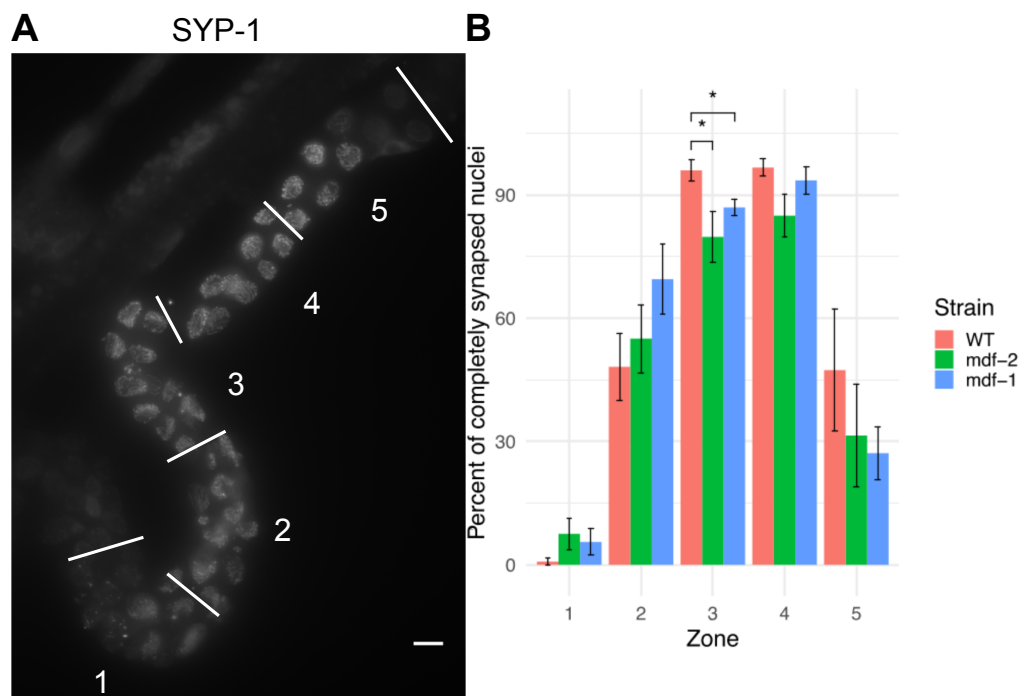 A
SYP-1
5
4
3
2
1
B
Percent of completely synapsed nuclei
90
60
30
0
*
*
1 2 3 4 5
Zone
Strain
WT
mdf-2
mdf-1